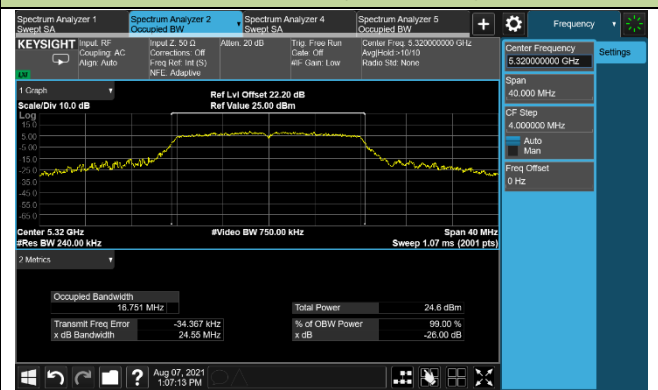 Spectrum Analyzer 1
Swept SA
Spectrum Analyzer 2
Occupied BW
Spectrum Analyzer 4
Swept SA
Spectrum Analyzer 5
Occupied BW
+
Frequency
KEYSIGHT
LXI
Input: RF
Coupling: AC
Align: Auto
Input Z: 50 Ω
Corrections: Off
Freq Ref: Int (S)
NFE: Adaptive
Atten: 20 dB
Trig: Free Run
Gate: Off
#IF Gain: Low
Center Freq: 5.320000000 GHz
Avg|Hold:>10/10
Radio Std: None
Center Frequency
5.320000000 GHz
Settings
Span
40.000 MHz
CF Step
4.000000 MHz
Auto
Man
Freq Offset
0 Hz
1 Graph
Scale/Div 10.0 dB
Ref Lvl Offset 22.20 dB
Ref Value 25.00 dBm
Log
15.0
5.00
-5.00
-15.0
-25.0
-35.0
-45.0
-55.0
-65.0
Center 5.32 GHz
#Video BW 750.00 kHz
Span 40 MHz
#Res BW 240.00 kHz
Sweep 1.07 ms (2001 pts)
2 Metrics
Occupied Bandwidth
16.751 MHz
Total Power 24.6 dBm
Transmit Freq Error -34.367 kHz
% of OBW Power 99.00 %
x dB Bandwidth 24.55 MHz
x dB -26.00 dB
?
Aug 07, 2021
1:07:13 PM